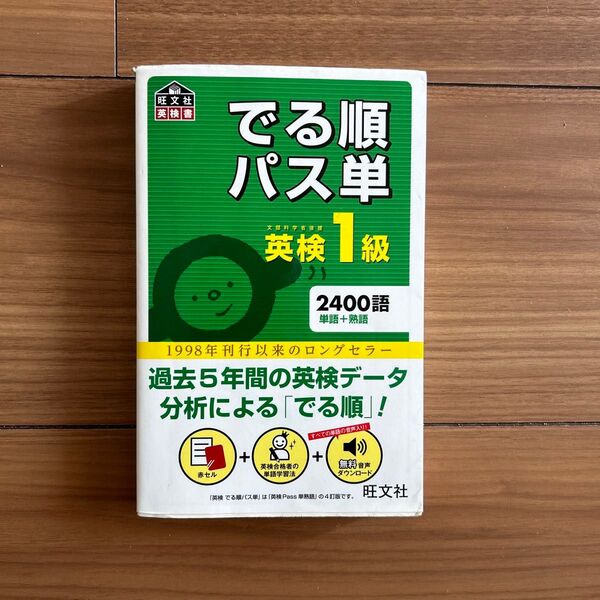 旺文社
英検書
でる順
パス単
文部科学省後援
英検1級
2400語
単語＋熟語
1998年刊行以来のロングセラー
過去5年間の英検データ
分析による「でる順」!
すべての単語の音声入り!
赤セル
+
英検合格者の
単語学習法
+
無料音声
ダウンロード
「英検 でる順パス単」は「英検Pass単熟語」の4訂版です。
旺文社